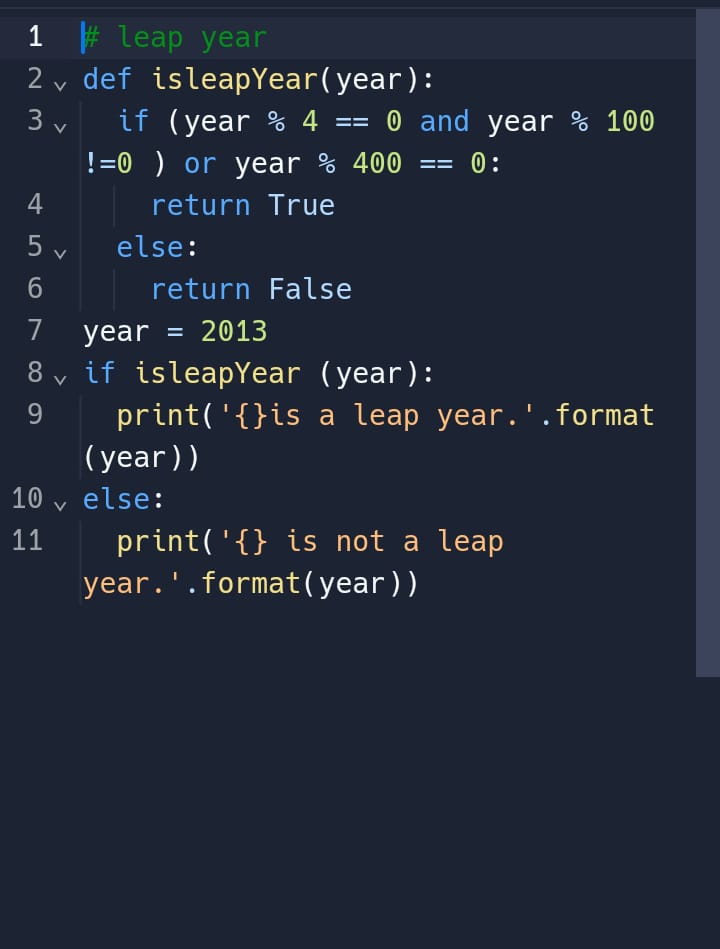 1 # leap year
2 def isleapYear(year):
3 if (year % 4 == 0 and year % 100
!=0 ) or year % 400 == 0:
4 return True
5 else:
6 return False
7 year = 2013
8 if isleapYear (year):
9 print('{}is a leap year.'.format
(year))
10 else:
11 print('{} is not a leap
year.'.format(year))